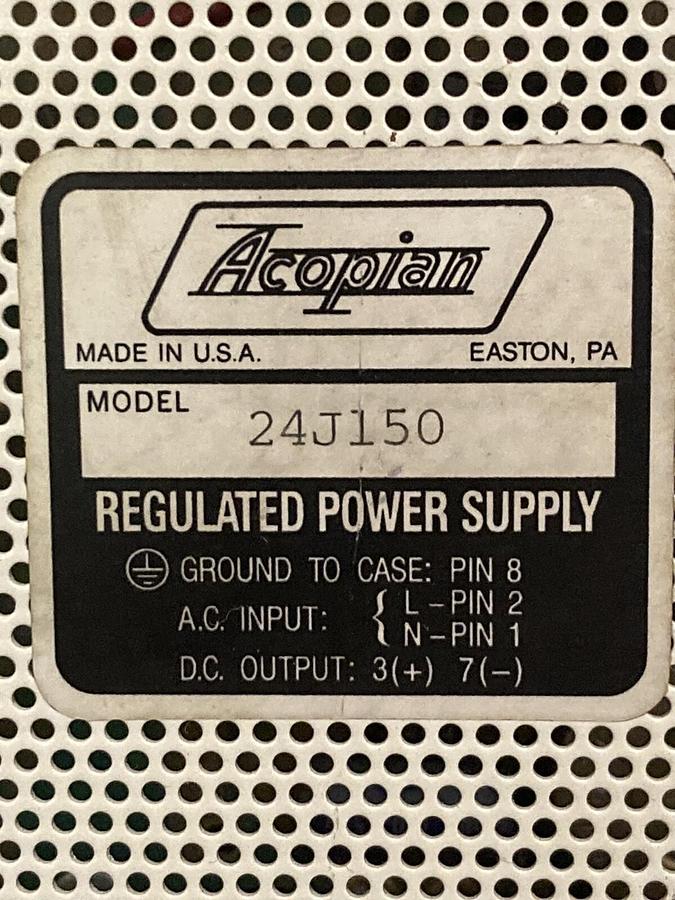 Acopian
MADE IN U.S.A. EASTON, PA
MODEL 24J150
REGULATED POWER SUPPLY
GROUND TO CASE: PIN 8
A.C. INPUT: { L-PIN 2
N-PIN 1
D.C. OUTPUT: 3(+) 7(-)